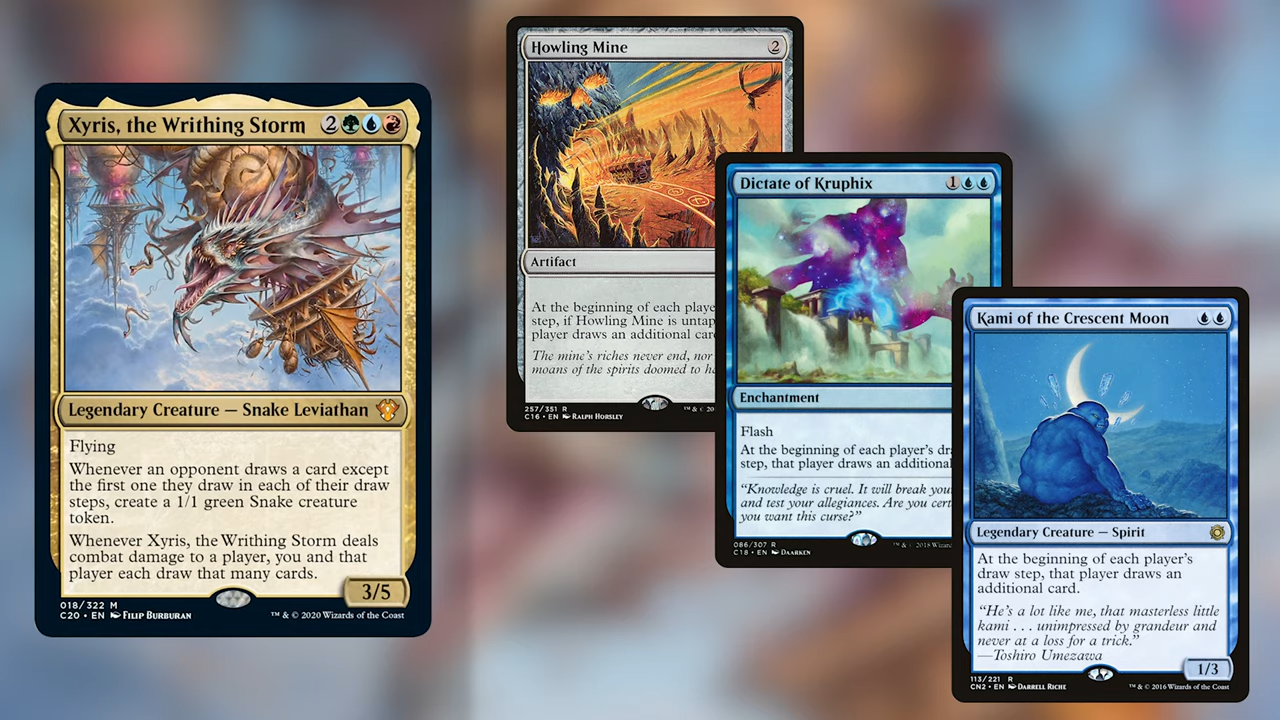 Xyris, the Writhing Storm 2
Legendary Creature — Snake Leviathan
Flying
Whenever an opponent draws a card except
the first one they draw in each of their draw
steps, create a 1/1 green Snake creature
token.
Whenever Xyris, the Writhing Storm deals
combat damage to a player, you and that
player each draw that many cards.
3/5
018/322 M
C20 • EN Filip Burburan
™ & © 2020 Wizards of the Coast
Howling Mine 2
Artifact
At the beginning of each
step, if Howling Mine is
player draws an additional
The mine's riches never end, nor
moans of the spirits doomed to
257/351 R
C16 • EN Ralph Horsley
™ & © 20
Dictate of Kruphix 1
Enchantment
Flash
At the beginning of each player's
step, that player draws an additional
"Knowledge is cruel. It will break
and test your allegiances. Are you
you want this curse?"
086/307 R
C18 • EN Daarken
™ & © 2018
Kami of the Crescent Moon
Legendary Creature — Spirit
At the beginning of each player's
draw step, that player draws an
additional card.
"He's a lot like me, that masterless little
kami . . . unimpressed by grandeur and
never at a loss for a trick."
—Toshiro Umezawa
1/3
113/221 R
CN2 • EN Darrell Riche
™ & © 2016 Wizards of the Coast